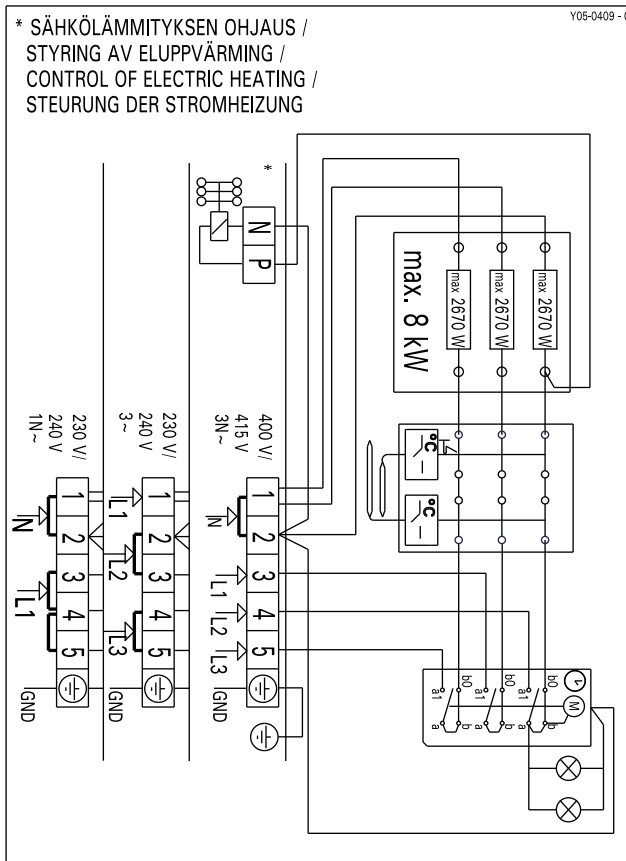 Y05-0409 -
* SÄHKÖLÄMMITYKSEN OHJAUS /
STYRING AV ELUPPVÄRMING /
CONTROL OF ELECTRIC HEATING /
STEURUNG DER STROMHEIZUNG
*
N
P
max. 8 kW
max 2670 W
max 2670 W
max 2670 W
°C
°C
230 V/
240 V
1N~
1
2
3
4
5
N
L1
GND
230 V/
240 V
3~
1
2
3
4
5
L1
L2
L3
GND
400 V/
415 V
3N~
1
2
3
4
5
N
L1
L2
L3
GND
1
M
b0
a1
a
b
b0
a1
a
b
b0
a1
a
b